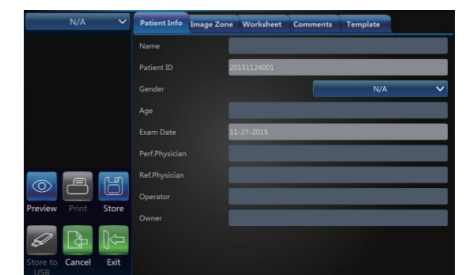 N/A
Patient Info Image Zone Worksheet Comments Template
Name
Patient ID 20151124001
Gender N/A
Age
Exam Date 11-27-2015
Perf.Physician
Ref.Physician
Operator
Owner
Preview Print Store
Store to USB Cancel Exit